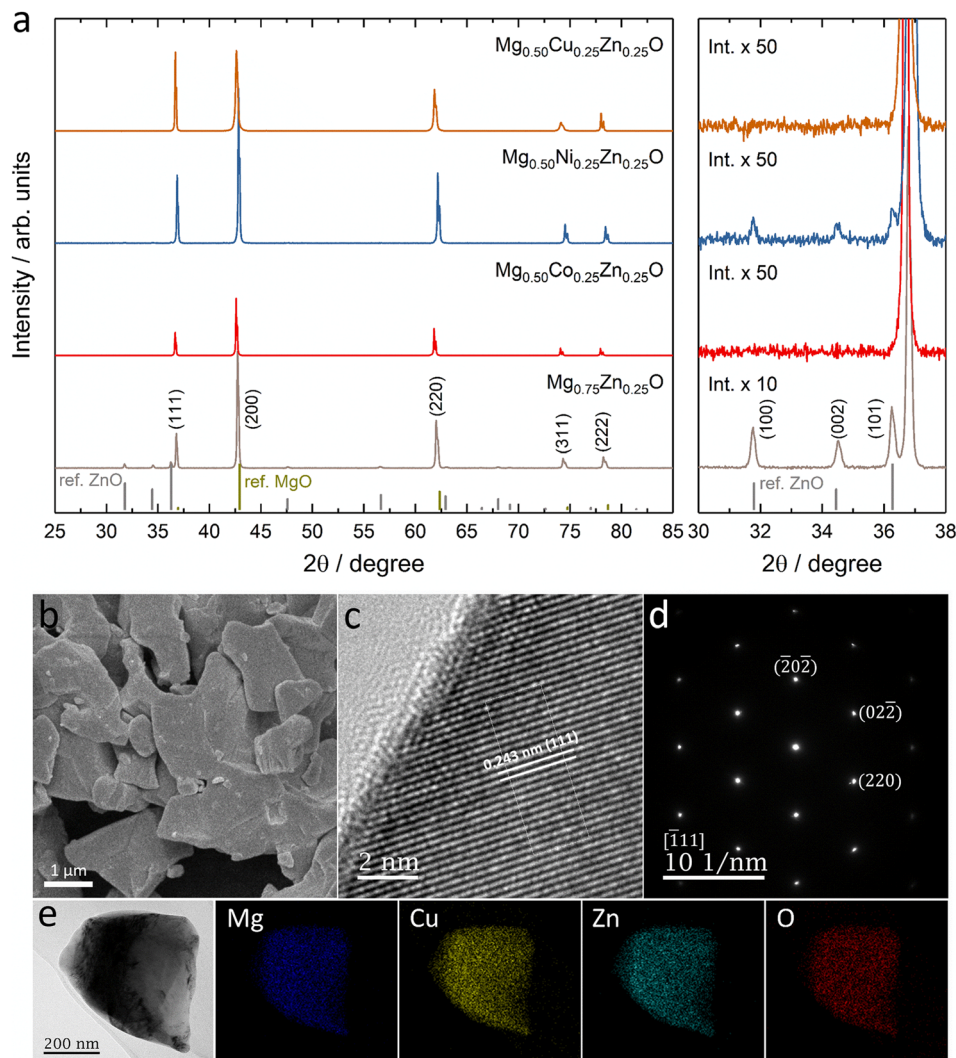 a
Intensity / arb. units
Mg0.50Cu0.25Zn0.25O
Mg0.50Ni0.25Zn0.25O
Mg0.50Co0.25Zn0.25O
Mg0.75Zn0.25O
(111)
(200)
(220)
(311)
(222)
ref. ZnO
ref. MgO
25 30 35 40 45 50 55 60 65 70 75 80 85
2θ / degree
Int. x 50
Int. x 50
Int. x 50
Int. x 10
(100)
(002)
(101)
ref. ZnO
30 32 34 36 38
2θ / degree
b
1 μm
c
0.243 nm (111)
2 nm
d
(2̅02̅)
(022̅)
(220)
[1̅11]
10 1/nm
e
200 nm
Mg
Cu
Zn
O